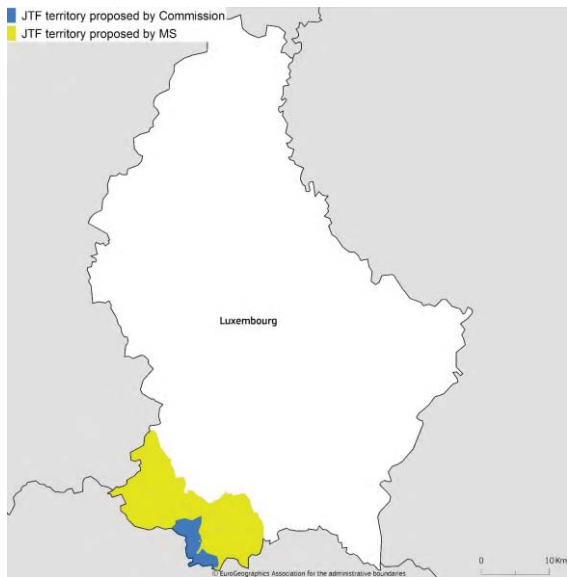 JTF territory proposed by Commission
JTF territory proposed by MS
Luxembourg
0 10 Km
© EuroGeographics Association for the administrative boundaries